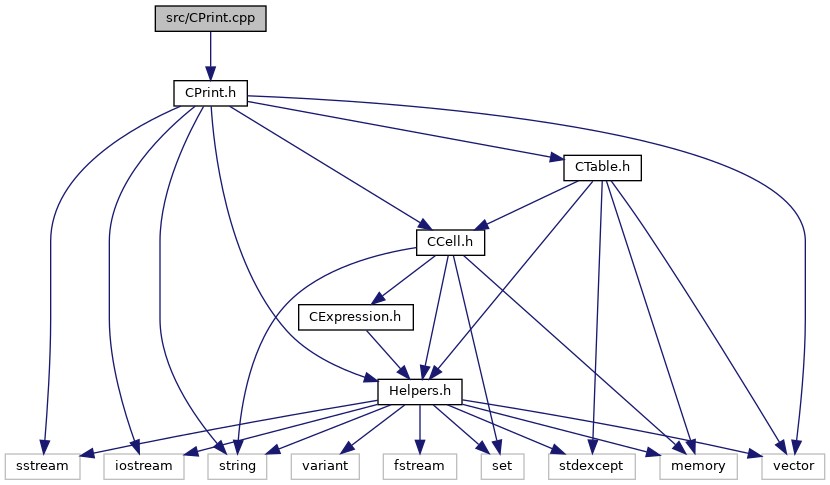 src/CPrint.cpp
CPrint.h
CTable.h
CCell.h
CExpression.h
Helpers.h
sstream
iostream
string
variant
fstream
set
stdexcept
memory
vector